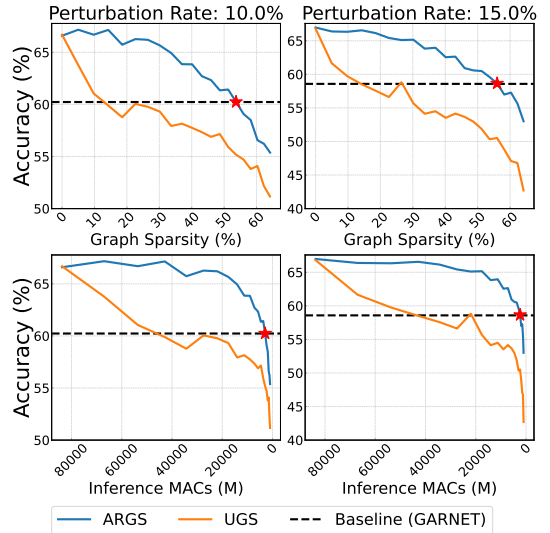 Perturbation Rate: 10.0% Perturbation Rate: 15.0%
Accuracy (%)
65
60
55
50
0 10 20 30 40 50 60
Graph Sparsity (%)
65
60
55
50
45
40
0 10 20 30 40 50 60
Graph Sparsity (%)
Accuracy (%)
65
60
55
50
80000 60000 40000 20000 0
Inference MACs (M)
65
60
55
50
45
40
80000 60000 40000 20000 0
Inference MACs (M)
ARGS UGS Baseline (GARNET)